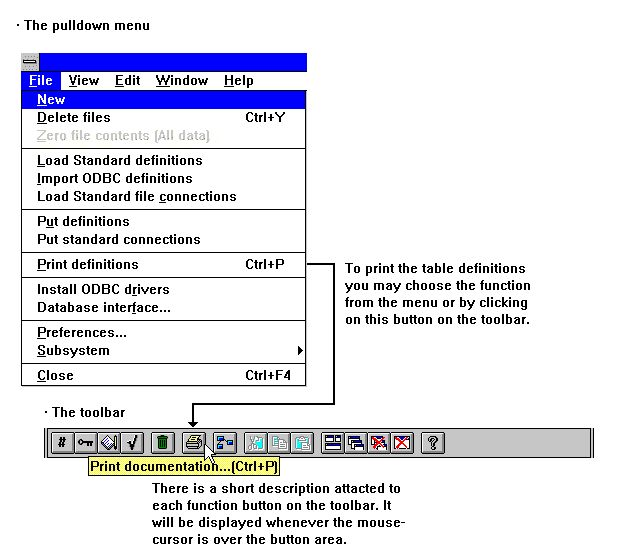 · The pulldown menu
File View Edit Window Help
New
Delete files Ctrl+Y
Zero file contents (All data)
Load Standard definitions
Import ODBC definitions
Load Standard file connections
Put definitions
Put standard connections
Print definitions Ctrl+P
Install ODBC drivers
Database interface...
Preferences...
Subsystem
Close Ctrl+F4
To print the table definitions
you may choose the function
from the menu or by clicking
on this button on the toolbar.
· The toolbar
#
?
Print documentation...(Ctrl+P)
There is a short description attacted to
each function button on the toolbar. It
will be displayed whenever the mouse-
cursor is over the button area.